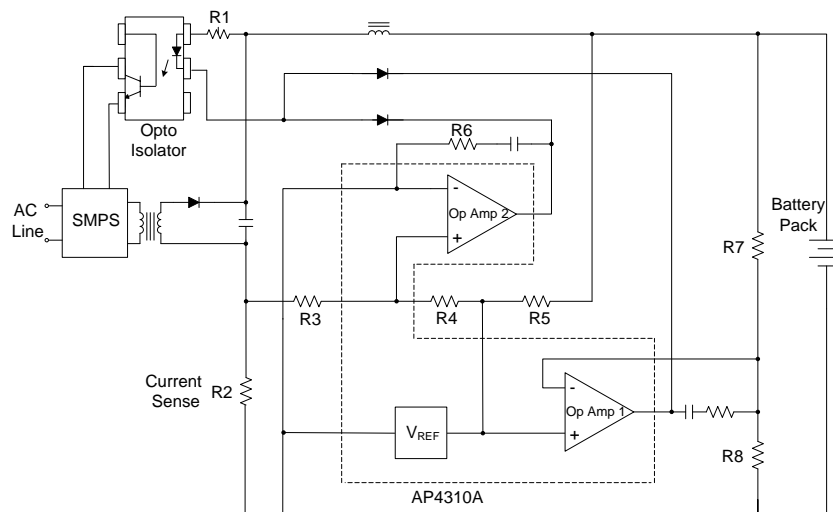 R1
Opto
Isolator
R6
-
Op Amp 2
+
AC
Line
SMPS
Battery
Pack
R7
R3
R4
R5
Current
Sense
R2
-
Op Amp 1
+
VREF
R8
AP4310A